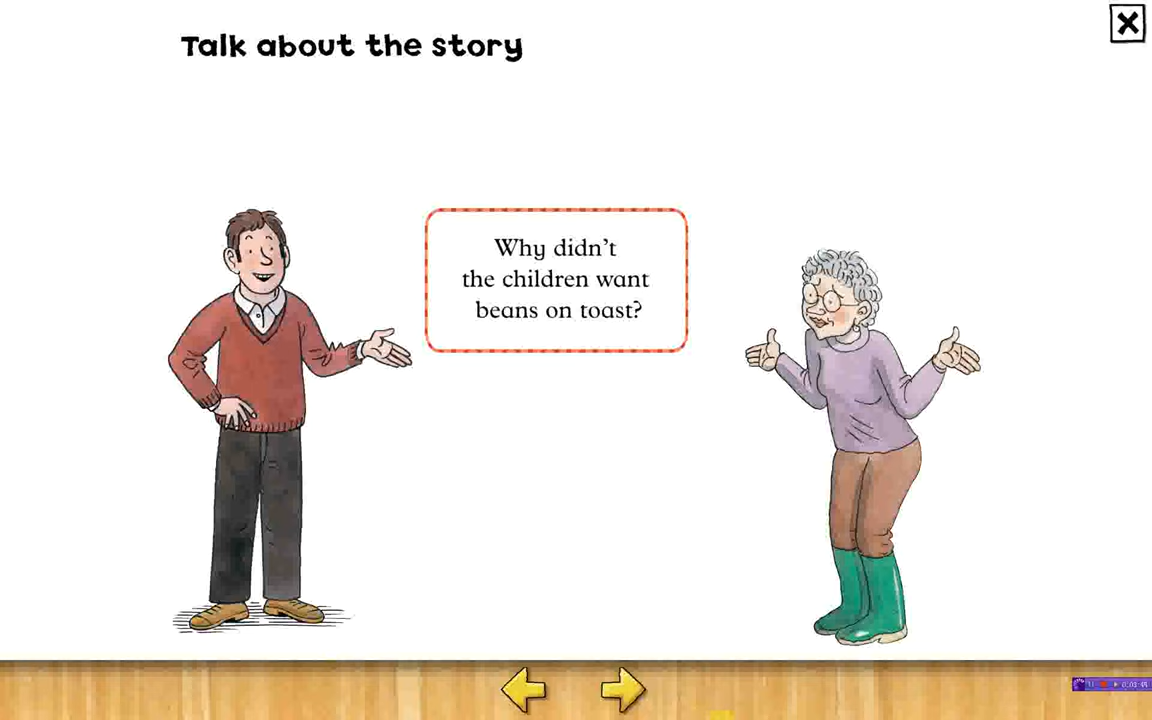 Talk about the story
Why didn't
the children want
beans on toast?